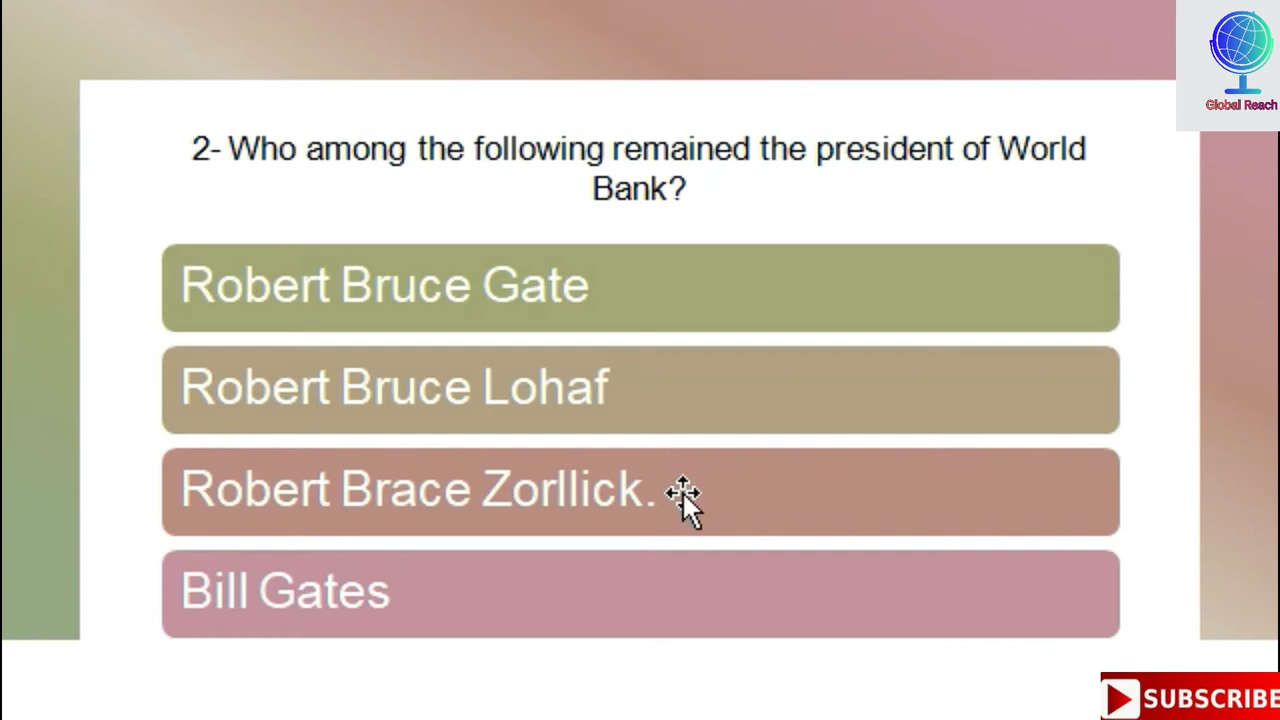 Global Reach
2- Who among the following remained the president of World
Bank?
Robert Bruce Gate
Robert Bruce Lohaf
Robert Brace Zorllick.
Bill Gates
SUBSCRIBE